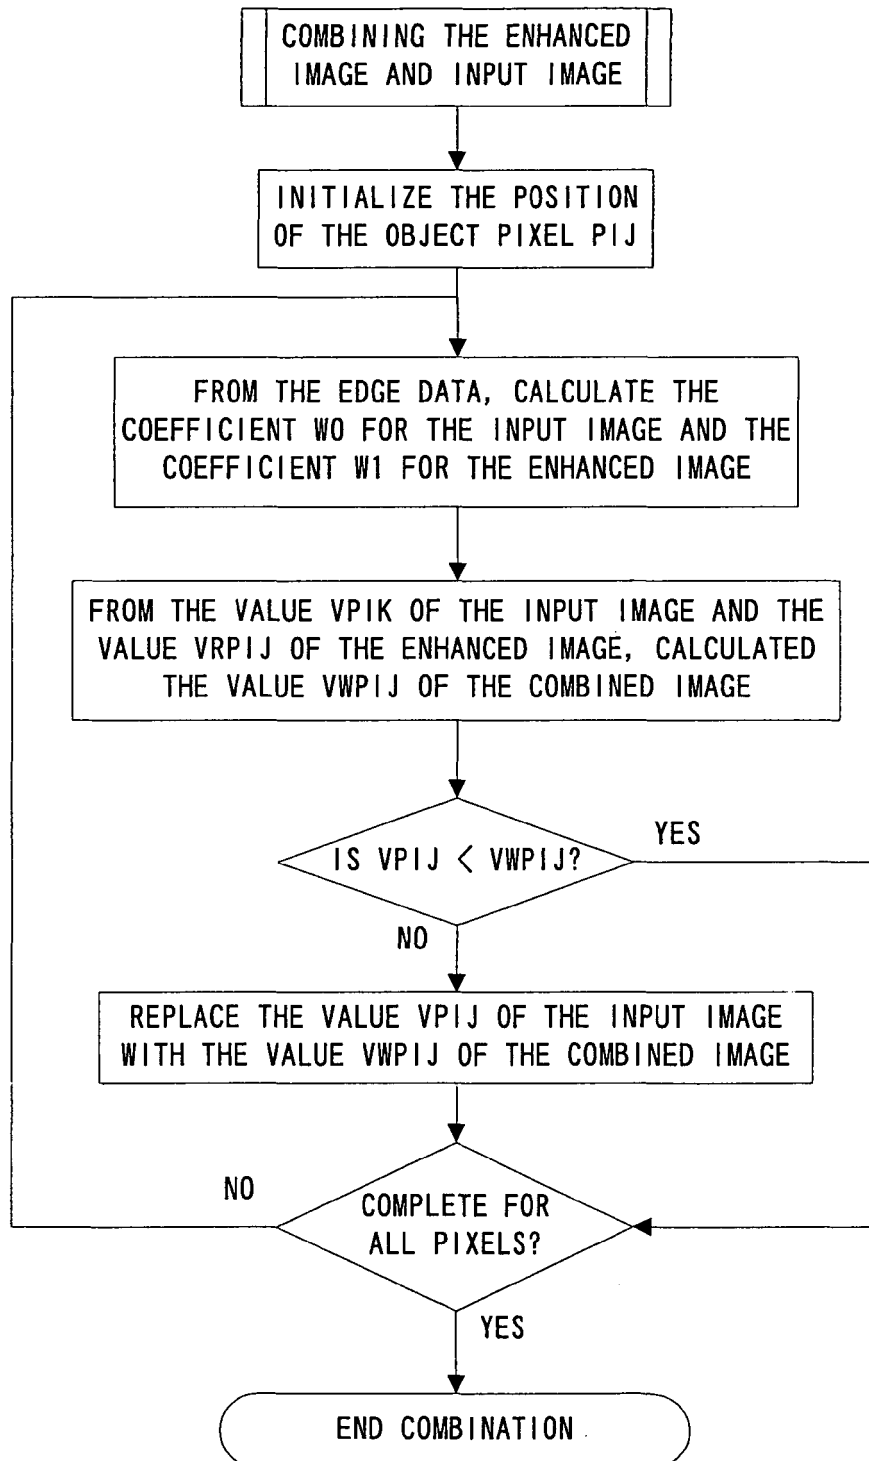 COMBINING THE ENHANCED
IMAGE AND INPUT IMAGE
INITIALIZE THE POSITION
OF THE OBJECT PIXEL PIJ
FROM THE EDGE DATA, CALCULATE THE
COEFFICIENT W0 FOR THE INPUT IMAGE AND THE
COEFFICIENT W1 FOR THE ENHANCED IMAGE
FROM THE VALUE VPIK OF THE INPUT IMAGE AND THE
VALUE VRPIJ OF THE ENHANCED IMAGE, CALCULATED
THE VALUE VWPIJ OF THE COMBINED IMAGE
IS VPIJ < VWPIJ?
YES
NO
REPLACE THE VALUE VPIJ OF THE INPUT IMAGE
WITH THE VALUE VWPIJ OF THE COMBINED IMAGE
NO
COMPLETE FOR
ALL PIXELS?
YES
END COMBINATION